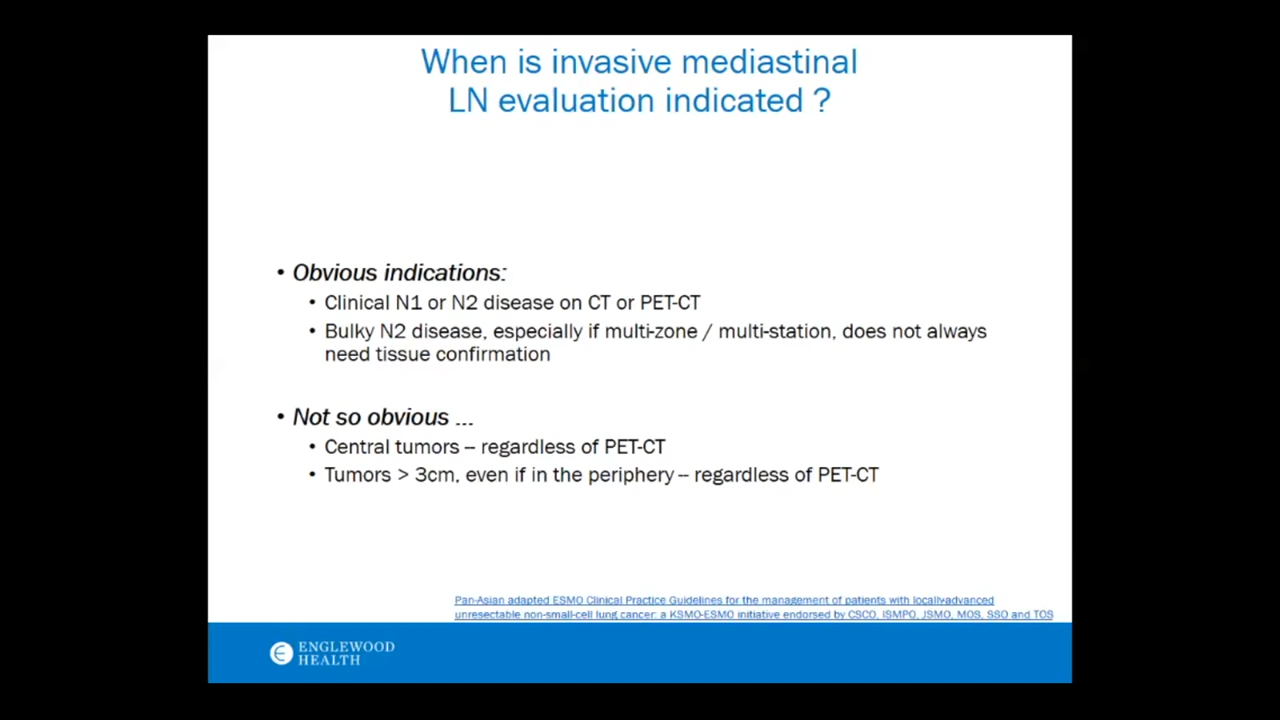 When is invasive mediastinal
LN evaluation indicated ?
• Obvious indications:
• Clinical N1 or N2 disease on CT or PET-CT
• Bulky N2 disease, especially if multi-zone / multi-station, does not always
need tissue confirmation
• Not so obvious ...
• Central tumors – regardless of PET-CT
• Tumors > 3cm, even if in the periphery – regardless of PET-CT
Pan-Asian adapted ESMO Clinical Practice Guidelines for the management of patients with locally-advanced
unresectable non-small-cell lung cancer: a KSMO-ESMO initiative endorsed by CSCO, ISMPO, JSMO, MOS, SSO and TOS
ENGLEWOOD
HEALTH